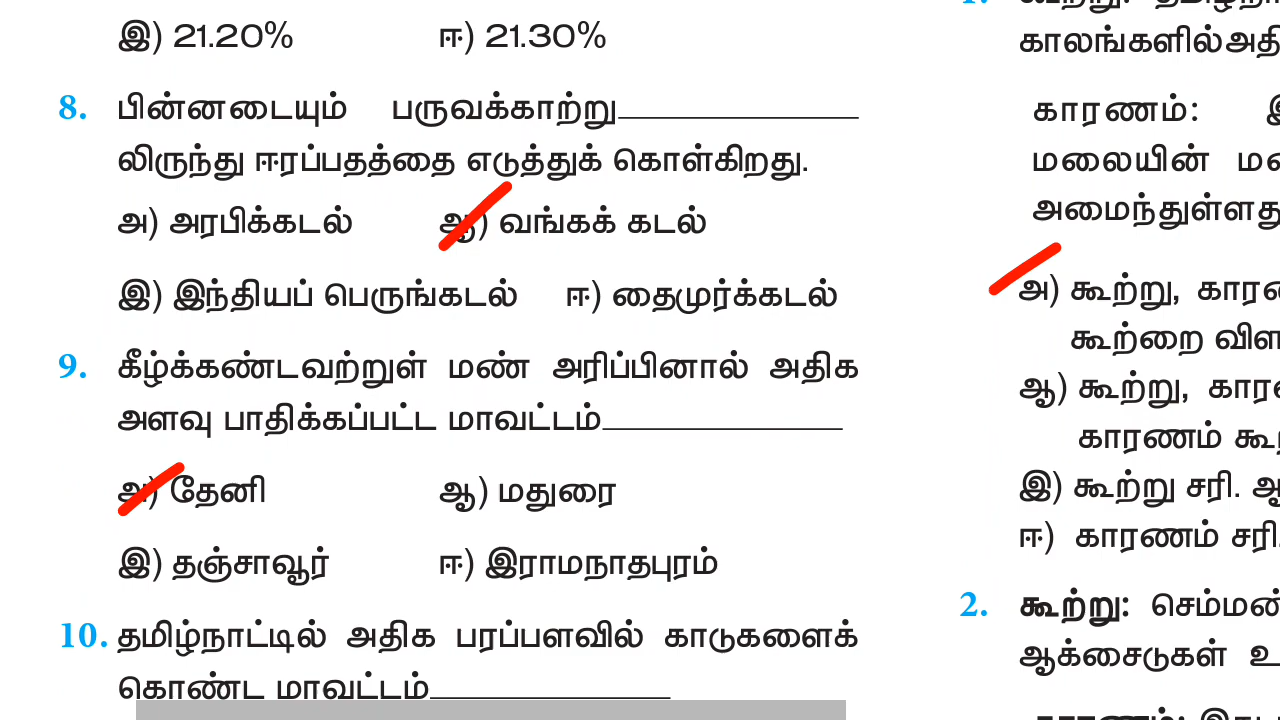 இ) 21.20% ஈ) 21.30%
8. பின்னடையும் பருவக்காற்று______________
லிருந்து ஈரப்பதத்தை எடுத்துக் கொள்கிறது.
அ) அரபிக்கடல் ஆ) வங்கக் கடல்
இ) இந்தியப் பெருங்கடல் ஈ) தைமுர்க்கடல்
9. கீழ்க்கண்டவற்றுள் மண் அரிப்பினால் அதிக
அளவு பாதிக்கப்பட்ட மாவட்டம்______________
அ) தேனி ஆ) மதுரை
இ) தஞ்சாவூர் ஈ) இராமநாதபுரம்
10. தமிழ்நாட்டில் அதிக பரப்பளவில் காடுகளைக்
கொண்ட மாவட்டம்______________
காலங்களில்
காரணம்:
மலையின்
அமைந்துள்ளது
அ) கூற்று,
கூற்றை
ஆ) கூற்று,
காரணம்
இ) கூற்று சரி.
ஈ) காரணம் சரி.
2. கூற்று:
ஆக்சைடுகள்